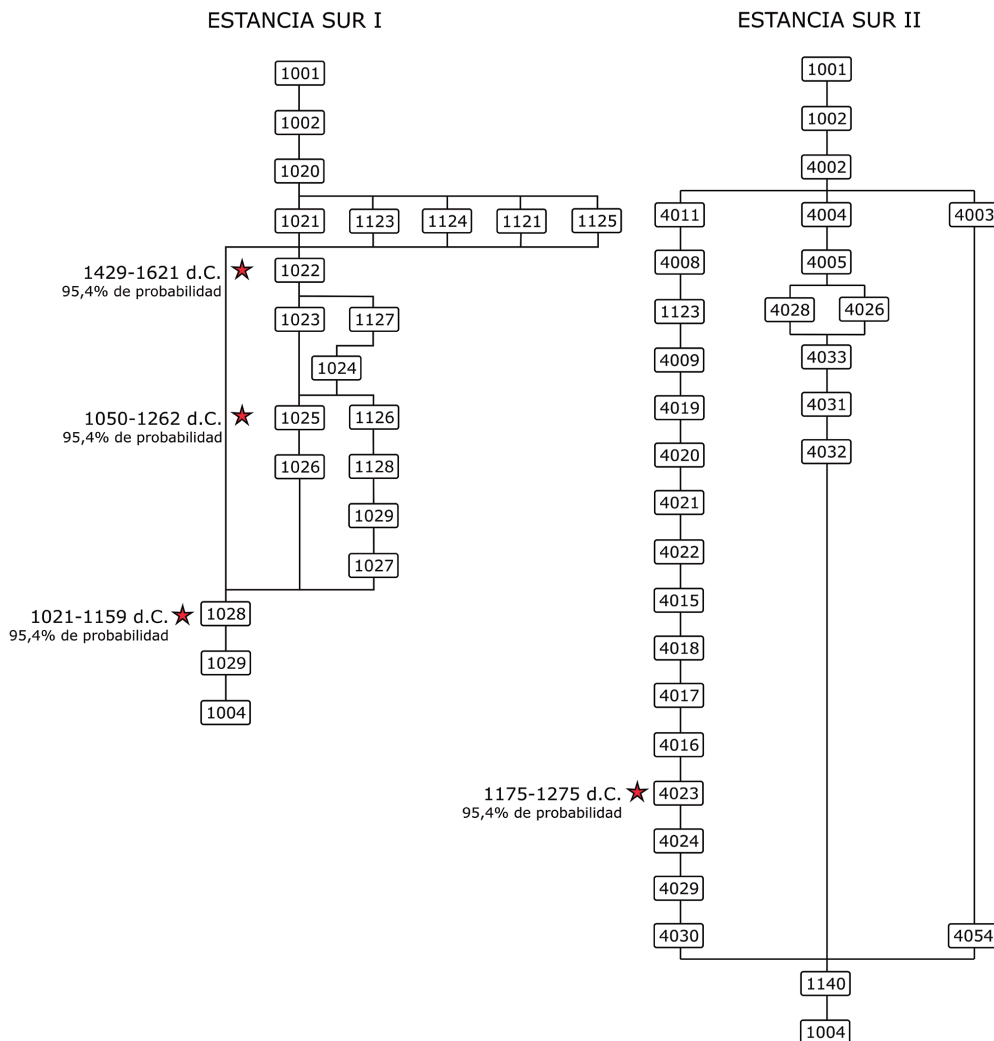 ESTANCIA SUR I
1001
1002
1020
1021 1123 1124 1121 1125
1429-1621 d.C.
95,4% de probabilidad
1022
1023 1127
1024
1050-1262 d.C.
95,4% de probabilidad
1025 1126
1026 1128
1029
1027
1021-1159 d.C.
95,4% de probabilidad
1028
1029
1004
ESTANCIA SUR II
1001
1002
4002
4011 4004 4003
4008 4005
1123 4028 4026
4009 4033
4019 4031
4020 4032
4021
4022
4015
4018
4017
4016
1175-1275 d.C.
95,4% de probabilidad
4023
4024
4029
4030 4054
1140
1004